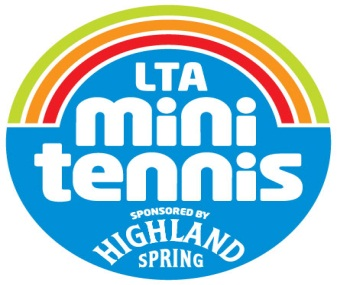 LTA
mini
tennis
SPONSORED BY
HIGHLAND
SPRING